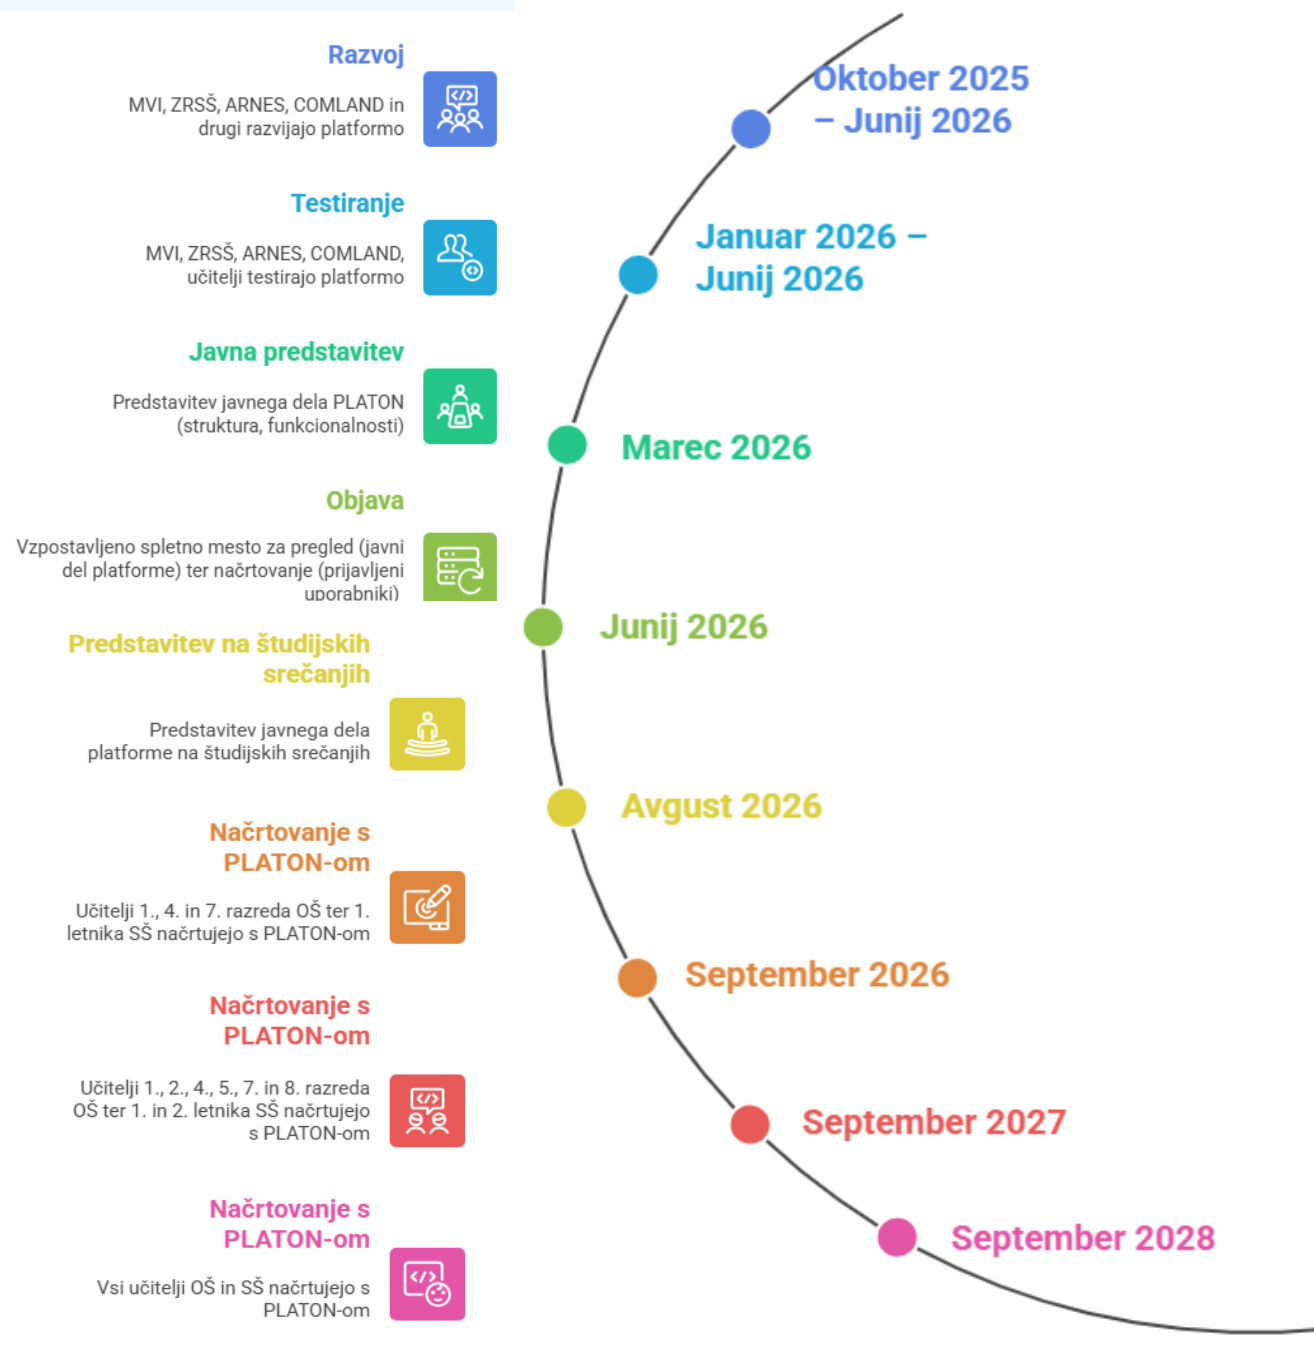 Razvoj
MVI, ZRSŠ, ARNES, COMLAND in
drugi razvijajo platformo
Oktober 2025
– Junij 2026
Testiranje
MVI, ZRSŠ, ARNES, COMLAND,
učitelji testirajo platformo
Januar 2026 –
Junij 2026
Javna predstavitev
Predstavitev javnega dela PLATON
(struktura, funkcionalnosti)
Marec 2026
Objava
Vzpostavljeno spletno mesto za pregled (javni
del platforme) ter načrtovanje (prijavljeni
uporabniki)
Junij 2026
Predstavitev na študijskih
srečanjih
Predstavitev javnega dela
platforme na študijskih srečanjih
Avgust 2026
Načrtovanje s
PLATON-om
Učitelji 1., 4. in 7. razreda OŠ ter 1.
letnika SŠ načrtujejo s PLATON-om
September 2026
Načrtovanje s
PLATON-om
Učitelji 1., 2., 4., 5., 7. in 8. razreda
OŠ ter 1. in 2. letnika SŠ načrtujejo
s PLATON-om
September 2027
Načrtovanje s
PLATON-om
Vsi učitelji OŠ in SŠ načrtujejo s
PLATON-om
September 2028